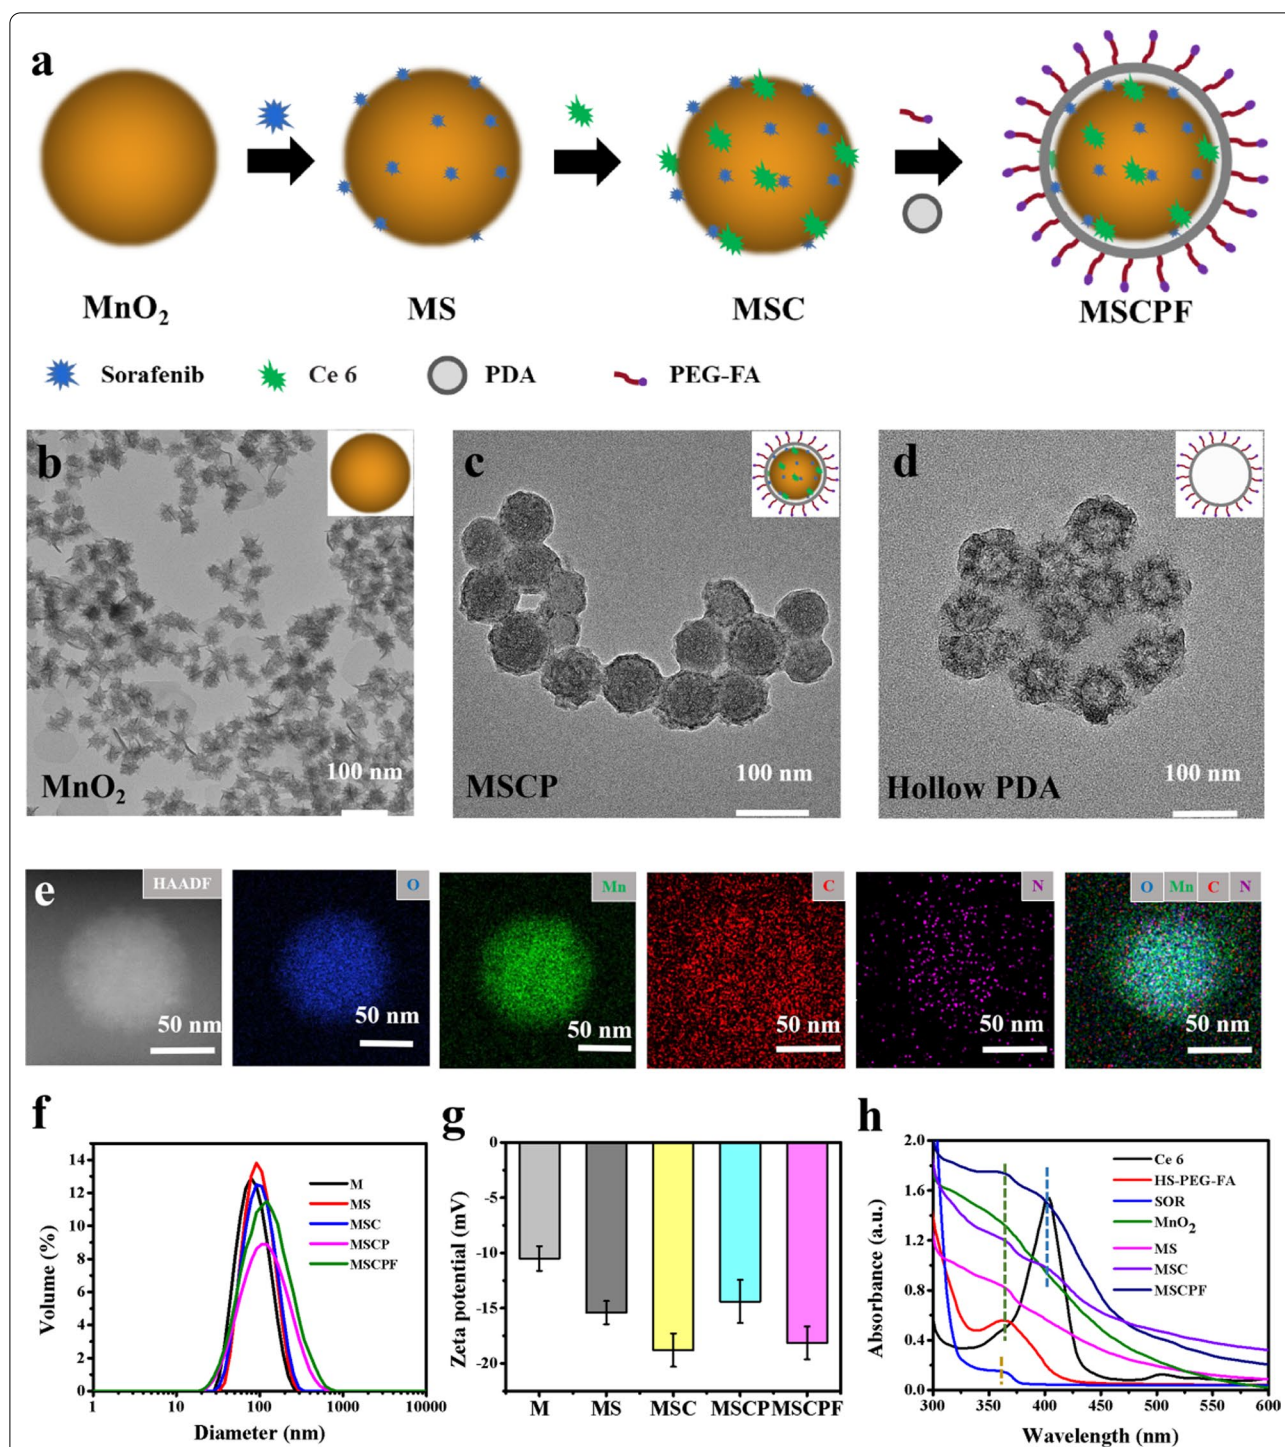 a
MnO₂
MS
MSC
MSCPF
Sorafenib
Ce 6
PDA
PEG-FA
b
MnO₂
100 nm
c
MSCP
100 nm
d
Hollow PDA
100 nm
e
HAADF
50 nm
O
50 nm
Mn
50 nm
C
50 nm
N
50 nm
O Mn C N
50 nm
f
Volume (%)
14
12
10
8
6
4
2
0
M
MS
MSC
MSCP
MSCPF
1 10 100 1000 10000
Diameter (nm)
g
Zeta potential (mV)
0
-5
-10
-15
-20
M MS MSC MSCP MSCPF
h
Absorbance (a.u.)
2.0
1.6
1.2
0.8
0.4
0.0
Ce 6
HS-PEG-FA
SOR
MnO₂
MS
MSC
MSCPF
300 350 400 450 500 550 600
Wavelength (nm)